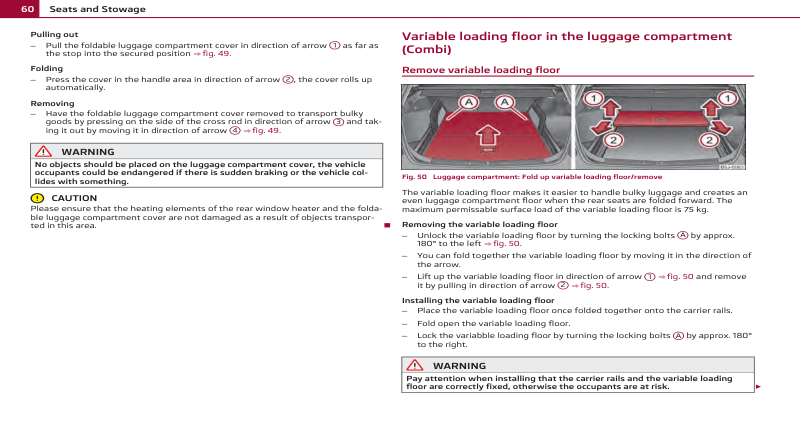 60 Seats and Stowage
Pulling out
– Pull the foldable luggage compartment cover in direction of arrow 1 as far as
the stop into the secured position ⇒ fig. 49.
Folding
– Press the cover in the handle area in direction of arrow 2, the cover rolls up
automatically.
Removing
– Have the foldable luggage compartment cover removed to transport bulky
goods by pressing on the side of the cross rod in direction of arrow 3 and tak-
ing it out by moving it in direction of arrow 4 ⇒ fig. 49.
WARNING
No objects should be placed on the luggage compartment cover, the vehicle
occupants could be endangered if there is sudden braking or the vehicle col-
lides with something.
CAUTION
Please ensure that the heating elements of the rear window heater and the folda-
ble luggage compartment cover are not damaged as a result of objects transpor-
ted in this area.
Variable loading floor in the luggage compartment
(Combi)
Remove variable loading floor
A A 1 1
2 2
Fig. 50 Luggage compartment: Fold up variable loading floor/remove
The variable loading floor makes it easier to handle bulky luggage and creates an
even luggage compartment floor when the rear seats are folded forward. The
maximum permissable surface load of the variable loading floor is 75 kg.
Removing the variable loading floor
– Unlock the variable loading floor by turning the locking bolts A by approx.
180° to the left ⇒ fig. 50.
– You can fold together the variable loading floor by moving it in the direction of
the arrow.
– Lift up the variable loading floor in direction of arrow 1 ⇒ fig. 50 and remove
it by pulling in direction of arrow 2 ⇒ fig. 50.
Installing the variable loading floor
– Place the variable loading floor once folded together onto the carrier rails.
– Fold open the variable loading floor.
– Lock the variabble loading floor by turning the locking bolts A by approx. 180°
to the right.
WARNING
Pay attention when installing that the carrier rails and the variable loading
floor are correctly fixed, otherwise the occupants are at risk.